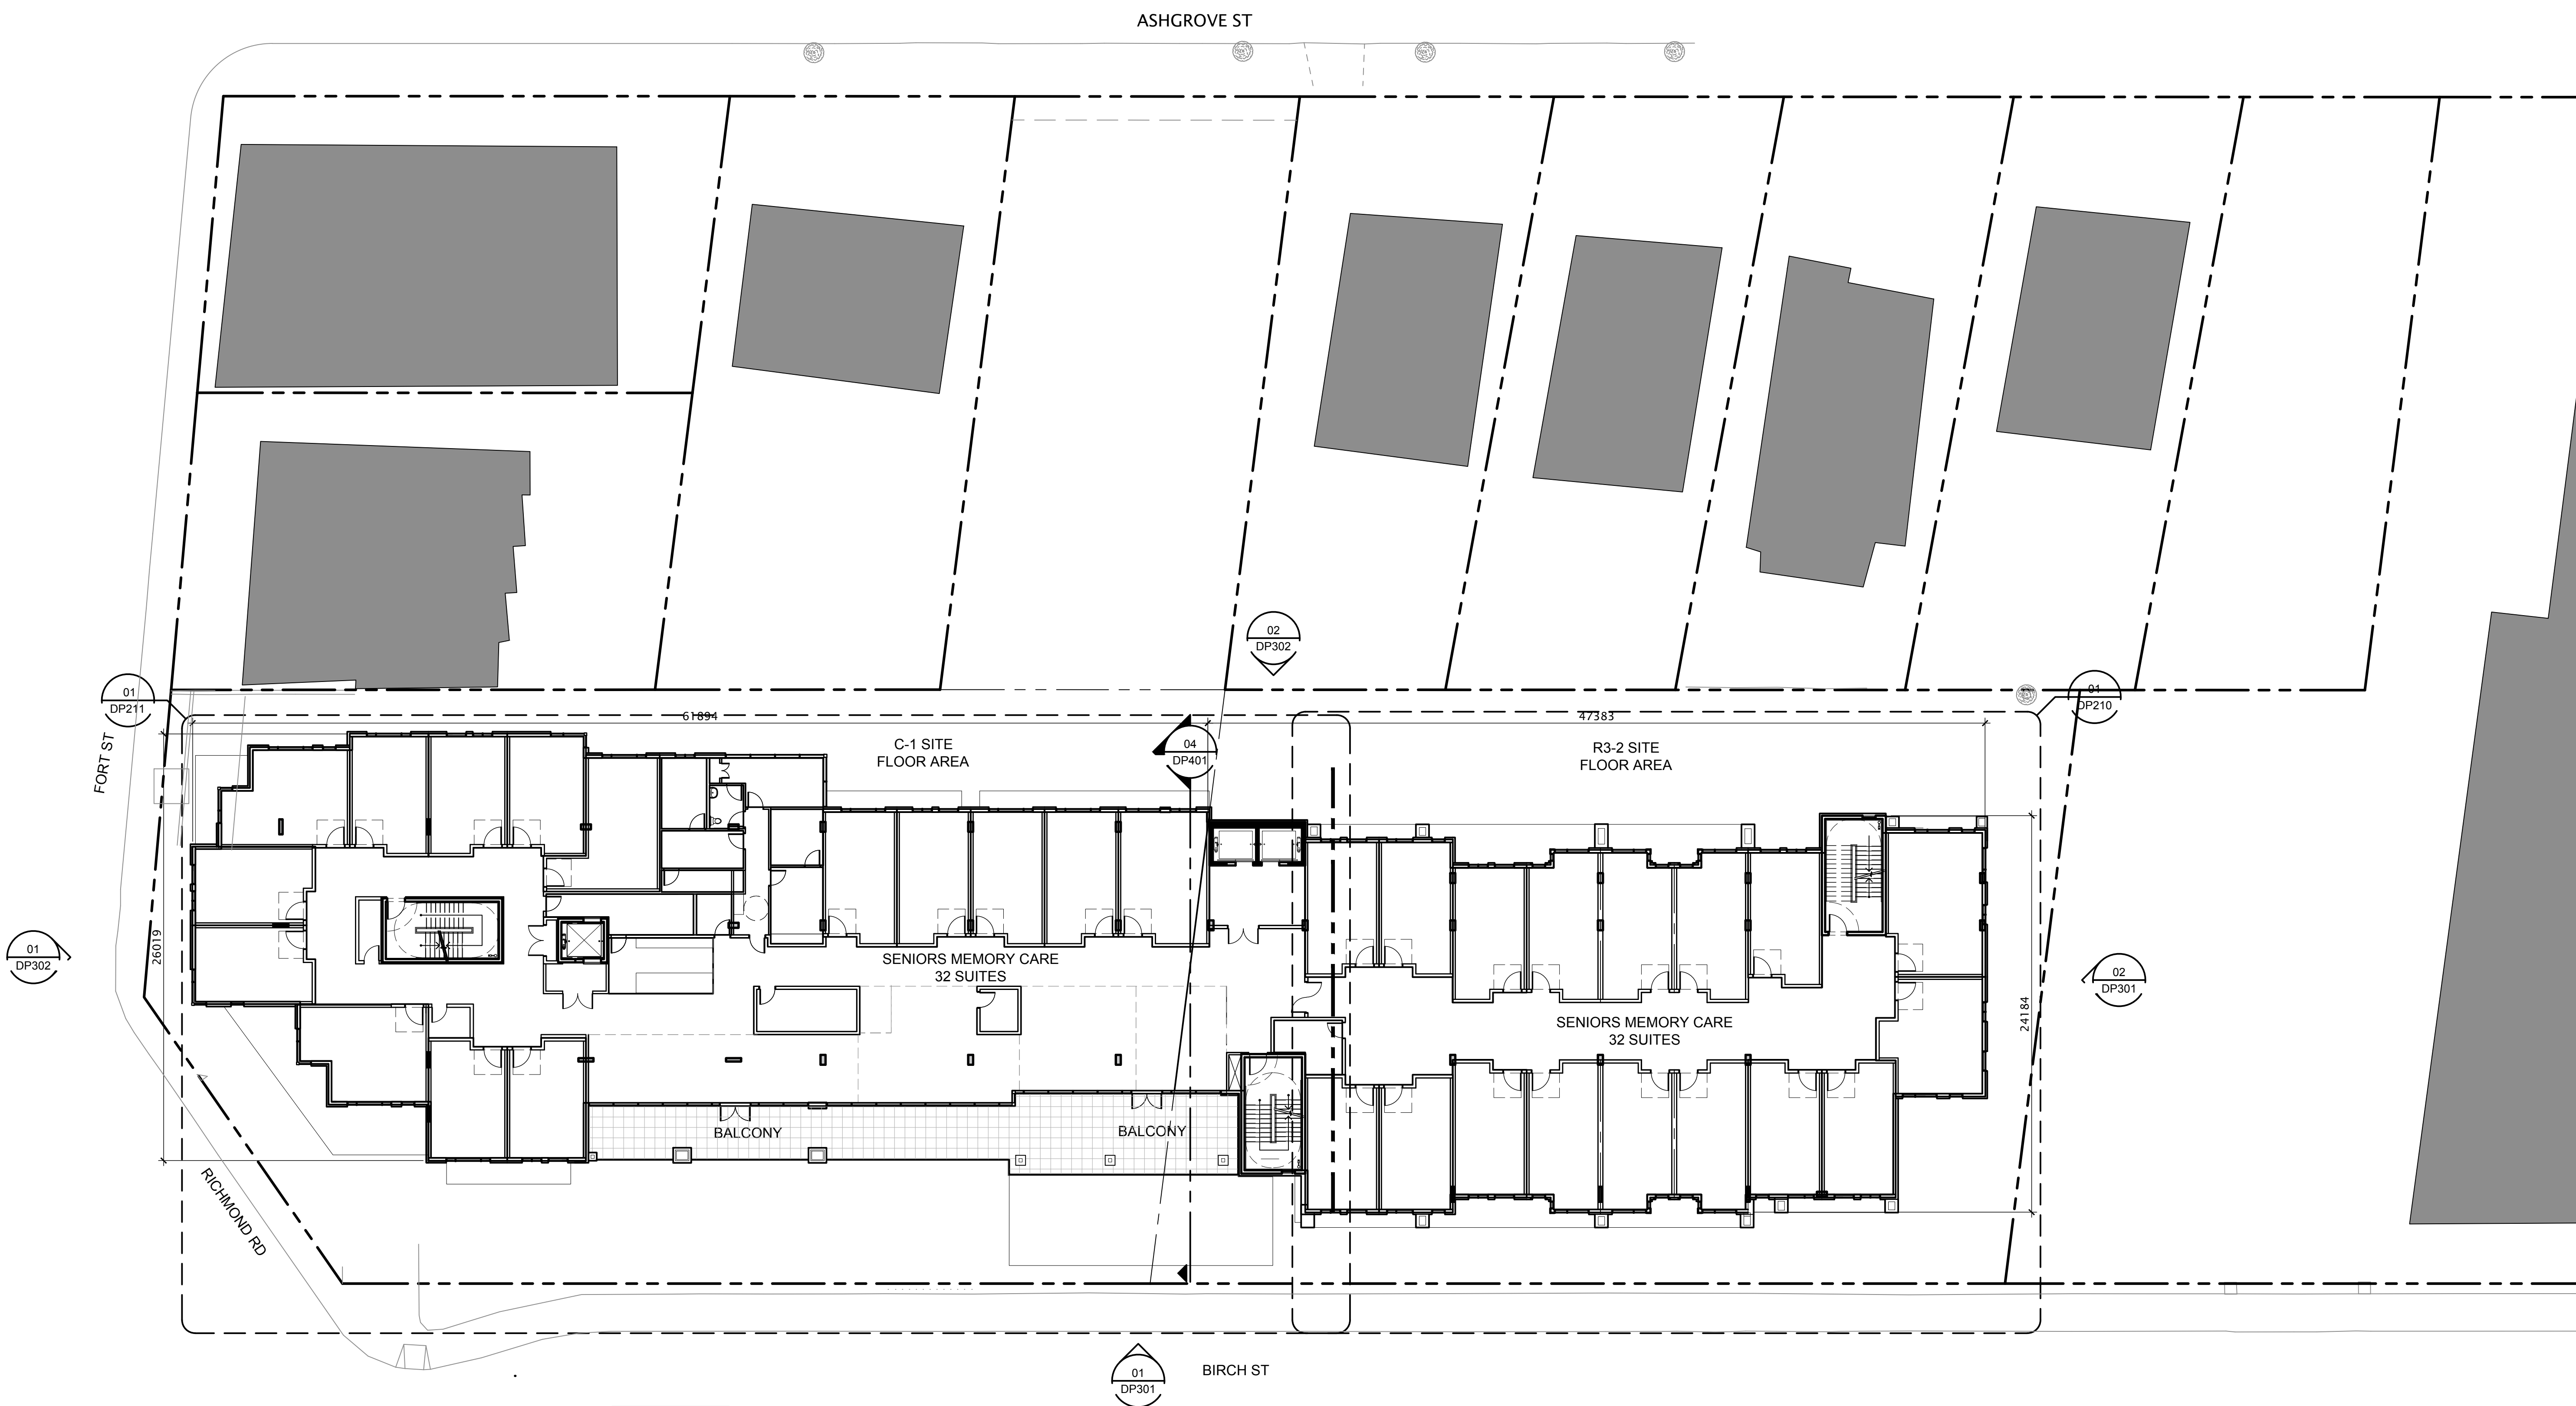 ASHGROVE ST
02
DP302
01
DP211
01
DP210
61894
47383
C-1 SITE
FLOOR AREA
04
DP401
R3-2 SITE
FLOOR AREA
FORT ST
26019
01
DP302
SENIORS MEMORY CARE
32 SUITES
02
DP301
24184
SENIORS MEMORY CARE
32 SUITES
BALCONY
BALCONY
RICHMOND RD
01
DP301
BIRCH ST